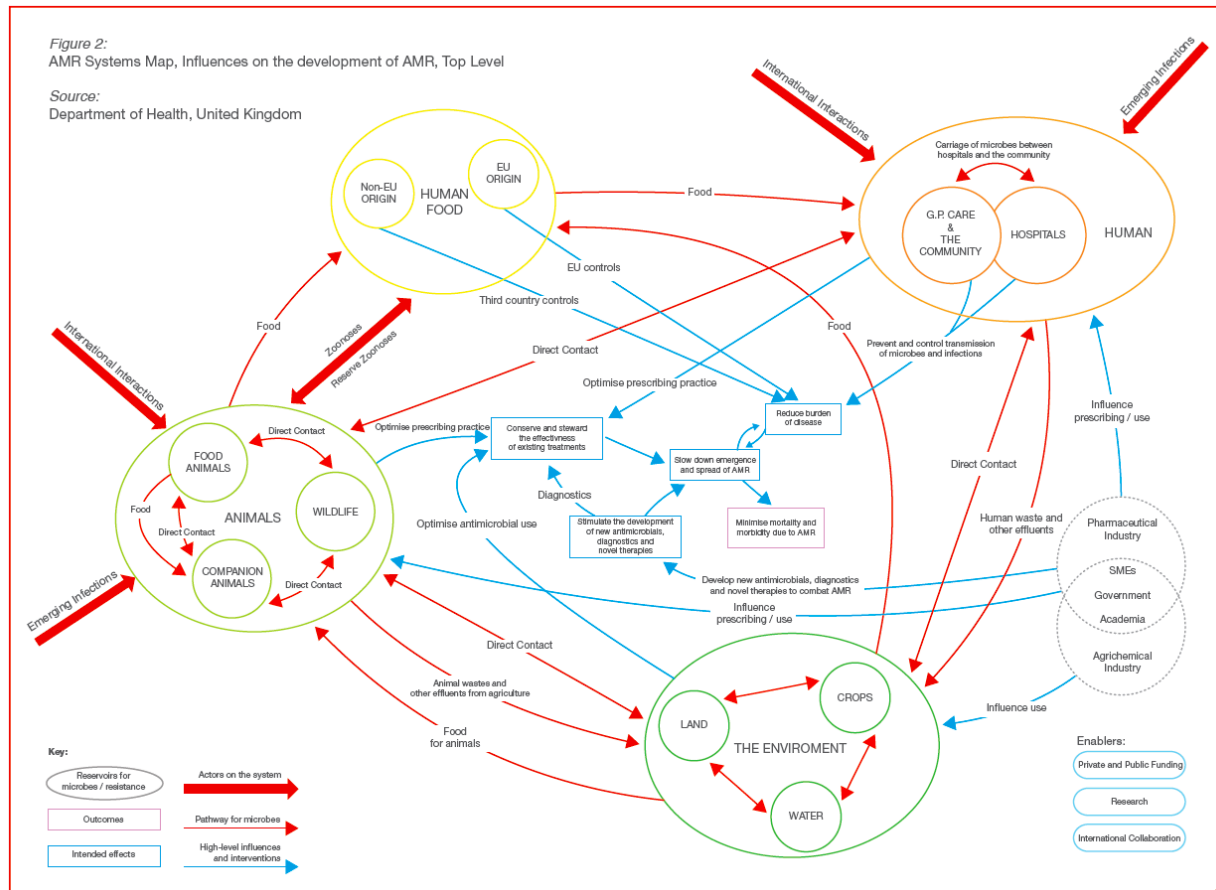 Figure 2:
AMR Systems Map, Influences on the development of AMR, Top Level
Source:
Department of Health, United Kingdom
International Interactions
Emerging Infections
Carriage of microbes between
hospitals and the community
G.P. CARE
&
THE
COMMUNITY
HOSPITALS
HUMAN
Non-EU
ORIGIN
HUMAN
FOOD
EU
ORIGIN
Food
EU controls
Third country controls
Food
Food
Zoonoses
Reserve Zoonoses
International Interactions
Direct Contact
Prevent and control transmission
of microbes and infections
Optimise prescribing practice
Influence
prescribing / use
Optimise prescribing practice
Conserve and steward
the effectivness
of existing treatments
Reduce burden
of disease
Slow down emergence
and spread of AMR
Diagnostics
Stimulate the development
of new antimicrobials,
diagnostics and
novel therapies
Minimise mortality and
morbidity due to AMR
Direct Contact
Human waste and
other effluents
Direct Contact
FOOD
ANIMALS
Food
ANIMALS
WILDLIFE
Direct Contact
COMPANION
ANIMALS
Direct Contact
Emerging Infections
Optimise antimicrobial use
Develop new antimicrobials, diagnostics
and novel therapies to combat AMR
Influence
prescribing / use
Pharmaceutical
Industry
SMEs
Government
Academia
Agrichemical
Industry
Influence use
Direct Contact
Animal wastes and
other effluents from agriculture
Food
for animals
LAND
CROPS
THE ENVIROMENT
WATER
Key:
Reservoirs for
microbes / resistance
Actors on the system
Outcomes
Pathway for microbes
Intended effects
High-level influences
and interventions
Enablers:
Private and Public Funding
Research
International Collaboration